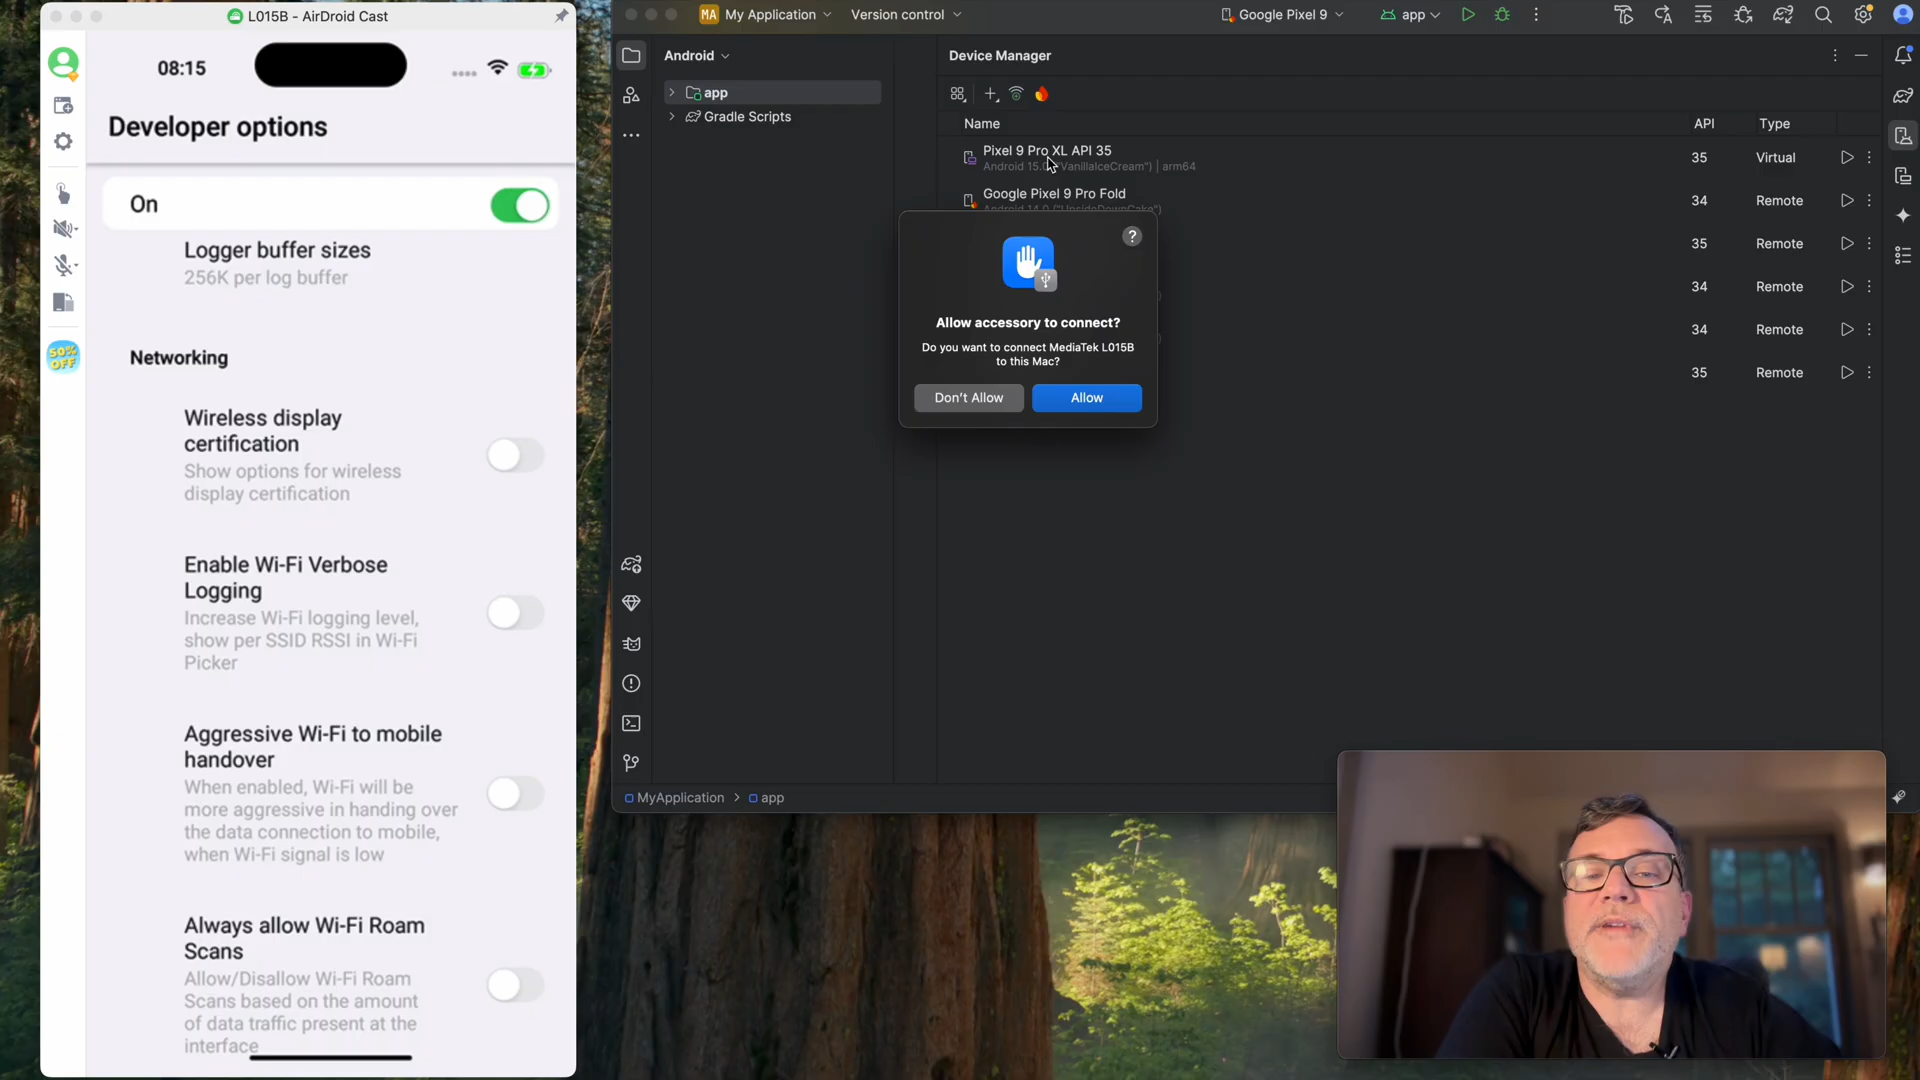 L015B - AirDroid Cast
08:15
Developer options
On
Logger buffer sizes
256K per log buffer
Networking
Wireless display
certification
Show options for wireless
display certification
Enable Wi-Fi Verbose
Logging
Increase Wi-Fi logging level,
show per SSID RSSI in Wi-Fi
Picker
Aggressive Wi-Fi to mobile
handover
When enabled, Wi-Fi will be
more aggressive in handing over
the data connection to mobile,
when Wi-Fi signal is low
Always allow Wi-Fi Roam
Scans
Allow/Disallow Wi-Fi Roam
Scans based on the amount
of data traffic present at the
interface
50%
OFF
MA My Application
Version control
Google Pixel 9
app
Android
app
Gradle Scripts
Device Manager
Name API Type
Pixel 9 Pro XL API 35
Android 15.0 "VanillaIceCream") | arm64
35 Virtual
Google Pixel 9 Pro Fold
Android 14.0 ("UpsideDownCake")
34 Remote
35 Remote
34 Remote
34 Remote
35 Remote
?
Allow accessory to connect?
Do you want to connect MediaTek L015B
to this Mac?
Don't Allow
Allow
MyApplication > app